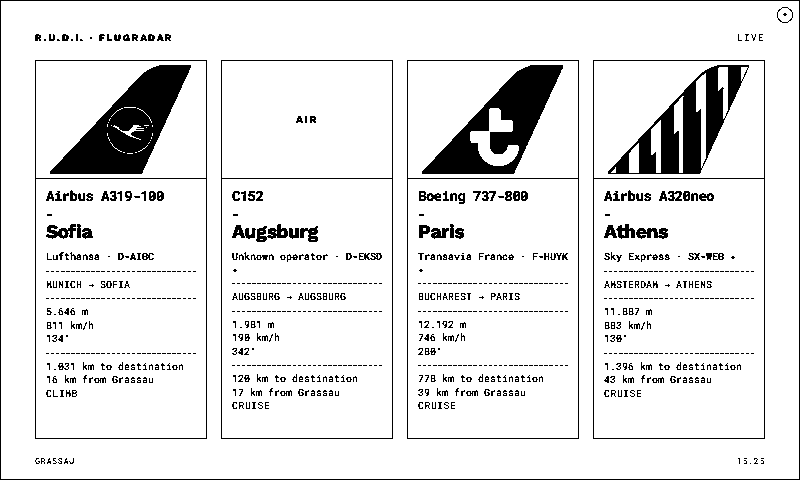 R.U.D.I. · FLUGRADAR
LIVE
Airbus A319-100
–
Sofia
Lufthansa · D-AIBC
MUNICH → SOFIA
5.646 m
811 km/h
134°
1.031 km to destination
16 km from Grassau
CLIMB
AIR
C152
–
Augsburg
Unknown operator · D-EKSD
AUGSBURG → AUGSBURG
1.981 m
190 km/h
342°
120 km to destination
17 km from Grassau
CRUISE
t
Boeing 737-800
–
Paris
Transavia France · F-HUYK
BUCHAREST → PARIS
12.192 m
746 km/h
280°
778 km to destination
39 km from Grassau
CRUISE
Airbus A320neo
–
Athens
Sky Express · SX-WEB
AMSTERDAM → ATHENS
11.887 m
883 km/h
130°
1.396 km to destination
43 km from Grassau
CRUISE
GRASSAU
15.25